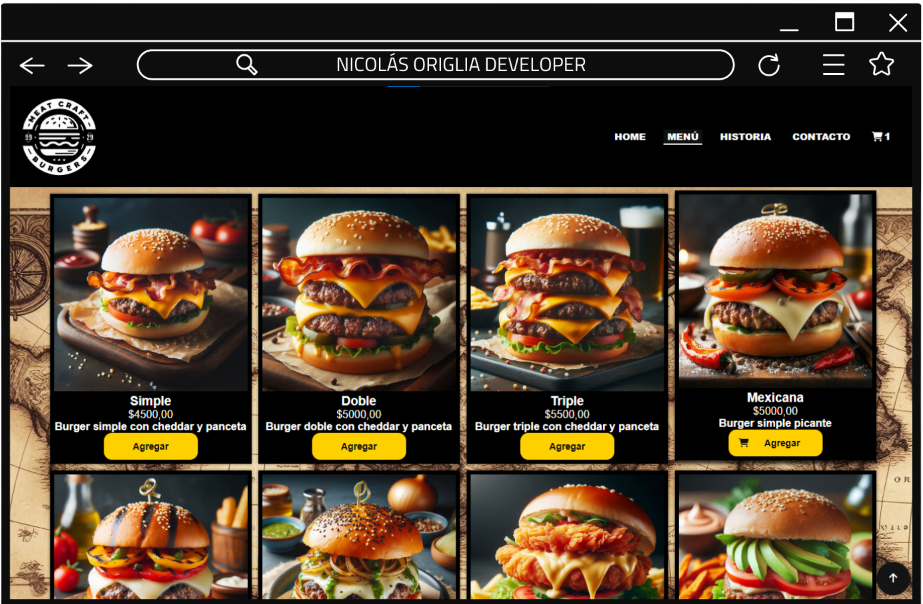 NICOLÁS ORIGLIA DEVELOPER
MEAT CRAFT
99 29
BURGERS
HOME MENÚ HISTORIA CONTACTO 1
Simple
$4500,00
Burger simple con cheddar y panceta
Agregar
Doble
$5000,00
Burger doble con cheddar y panceta
Agregar
Triple
$5500,00
Burger triple con cheddar y panceta
Agregar
Mexicana
$5000,00
Burger simple picante
Agregar